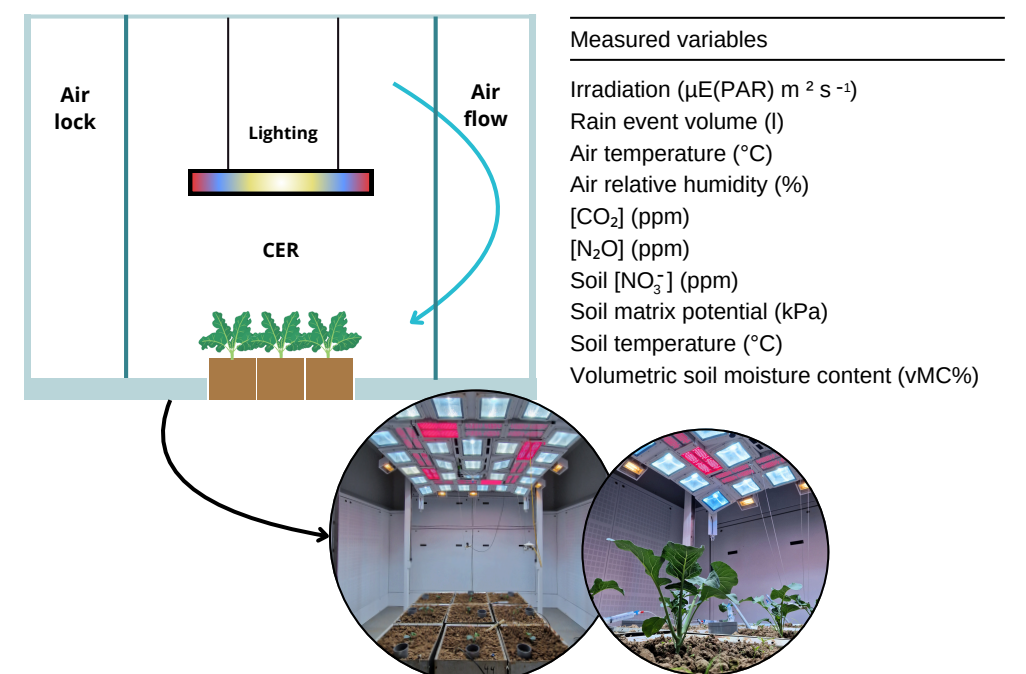 Air
lock
Lighting
Air
flow
CER
Measured variables
Irradiation (µE(PAR) m ² s ⁻¹)
Rain event volume (l)
Air temperature (°C)
Air relative humidity (%)
[CO₂] (ppm)
[N₂O] (ppm)
Soil [NO₃⁻] (ppm)
Soil matrix potential (kPa)
Soil temperature (°C)
Volumetric soil moisture content (vMC%)